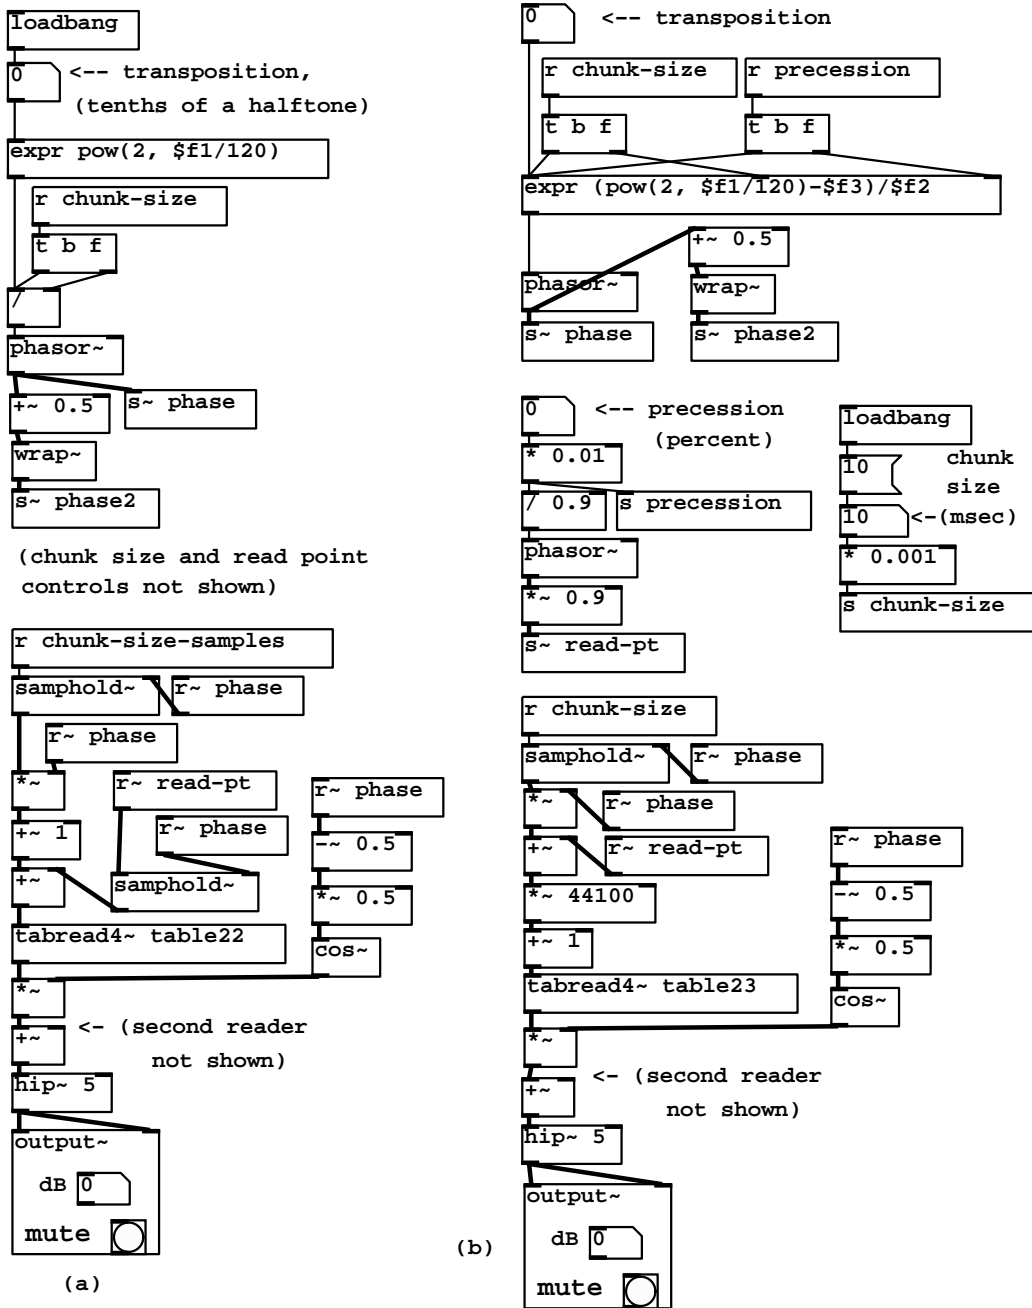 loadbang
0
<-- transposition,
(tenths of a halftone)
expr pow(2, $f1/120)
r chunk-size
t b f
/
phasor~
+~ 0.5
s~ phase
wrap~
s~ phase2
(chunk size and read point
controls not shown)
r chunk-size-samples
samphold~
r~ phase
r~ phase
*~
r~ read-pt
r~ phase
+~ 1
r~ phase
-~ 0.5
+~
samphold~
*~ 0.5
tabread4~ table22
cos~
*~
+~
<- (second reader
not shown)
hip~ 5
output~
dB 0
mute
(a)
0
<-- transposition
r chunk-size
r precession
t b f
t b f
expr (pow(2, $f1/120)-$f3)/$f2
+~ 0.5
phasor~
wrap~
s~ phase
s~ phase2
0
<-- precession
(percent)
* 0.01
/ 0.9
s precession
phasor~
*~ 0.9
s~ read-pt
loadbang
10
chunk
size
10
<-(msec)
* 0.001
s chunk-size
r chunk-size
samphold~
r~ phase
*~
r~ phase
+~
r~ read-pt
r~ phase
*~ 44100
-~ 0.5
+~ 1
*~ 0.5
tabread4~ table23
cos~
*~
<- (second reader
not shown)
+~
hip~ 5
output~
dB 0
mute
(b)